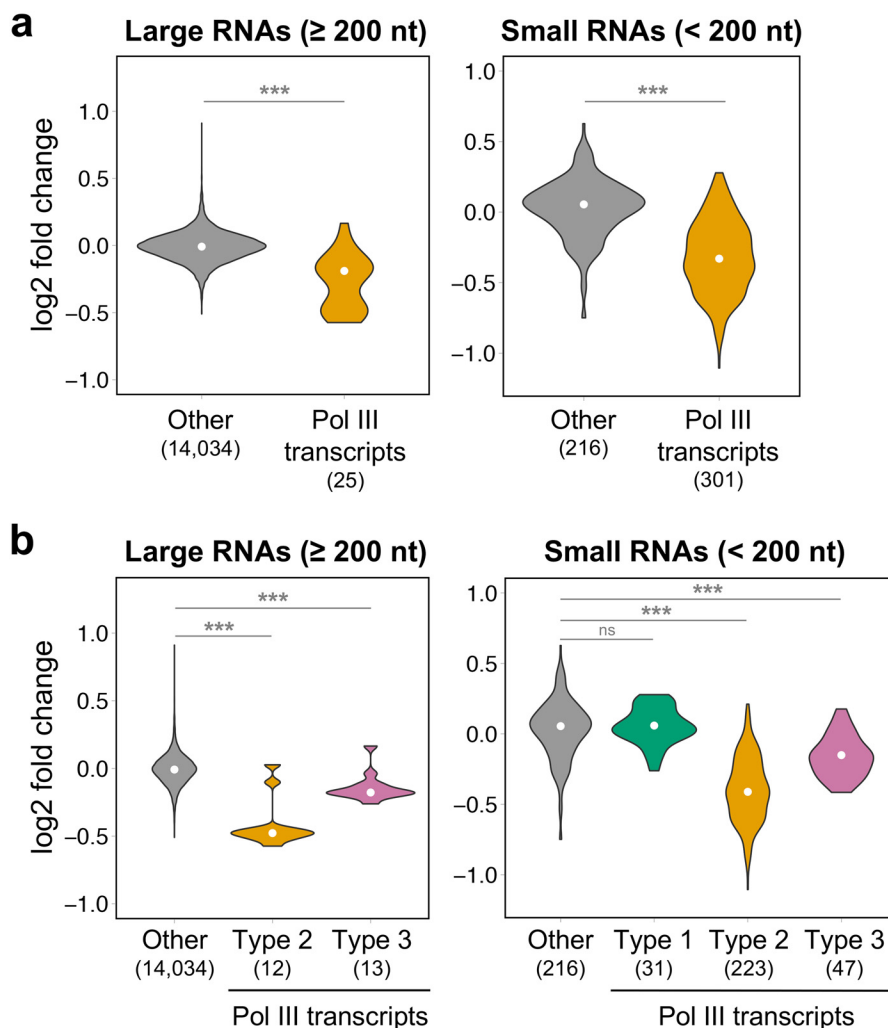 a
Large RNAs (≥ 200 nt)
Small RNAs (< 200 nt)
log2 fold change
1.0
0.5
0.0
−0.5
−1.0
***
Other
(14,034)
Pol III
transcripts
(25)
1.0
0.5
0.0
−0.5
−1.0
***
Other
(216)
Pol III
transcripts
(301)
b
Large RNAs (≥ 200 nt)
Small RNAs (< 200 nt)
log2 fold change
1.0
0.5
0.0
−0.5
−1.0
***
***
Other
(14,034)
Type 2
(12)
Type 3
(13)
Pol III transcripts
1.0
0.5
0.0
−0.5
−1.0
***
***
ns
Other
(216)
Type 1
(31)
Type 2
(223)
Type 3
(47)
Pol III transcripts